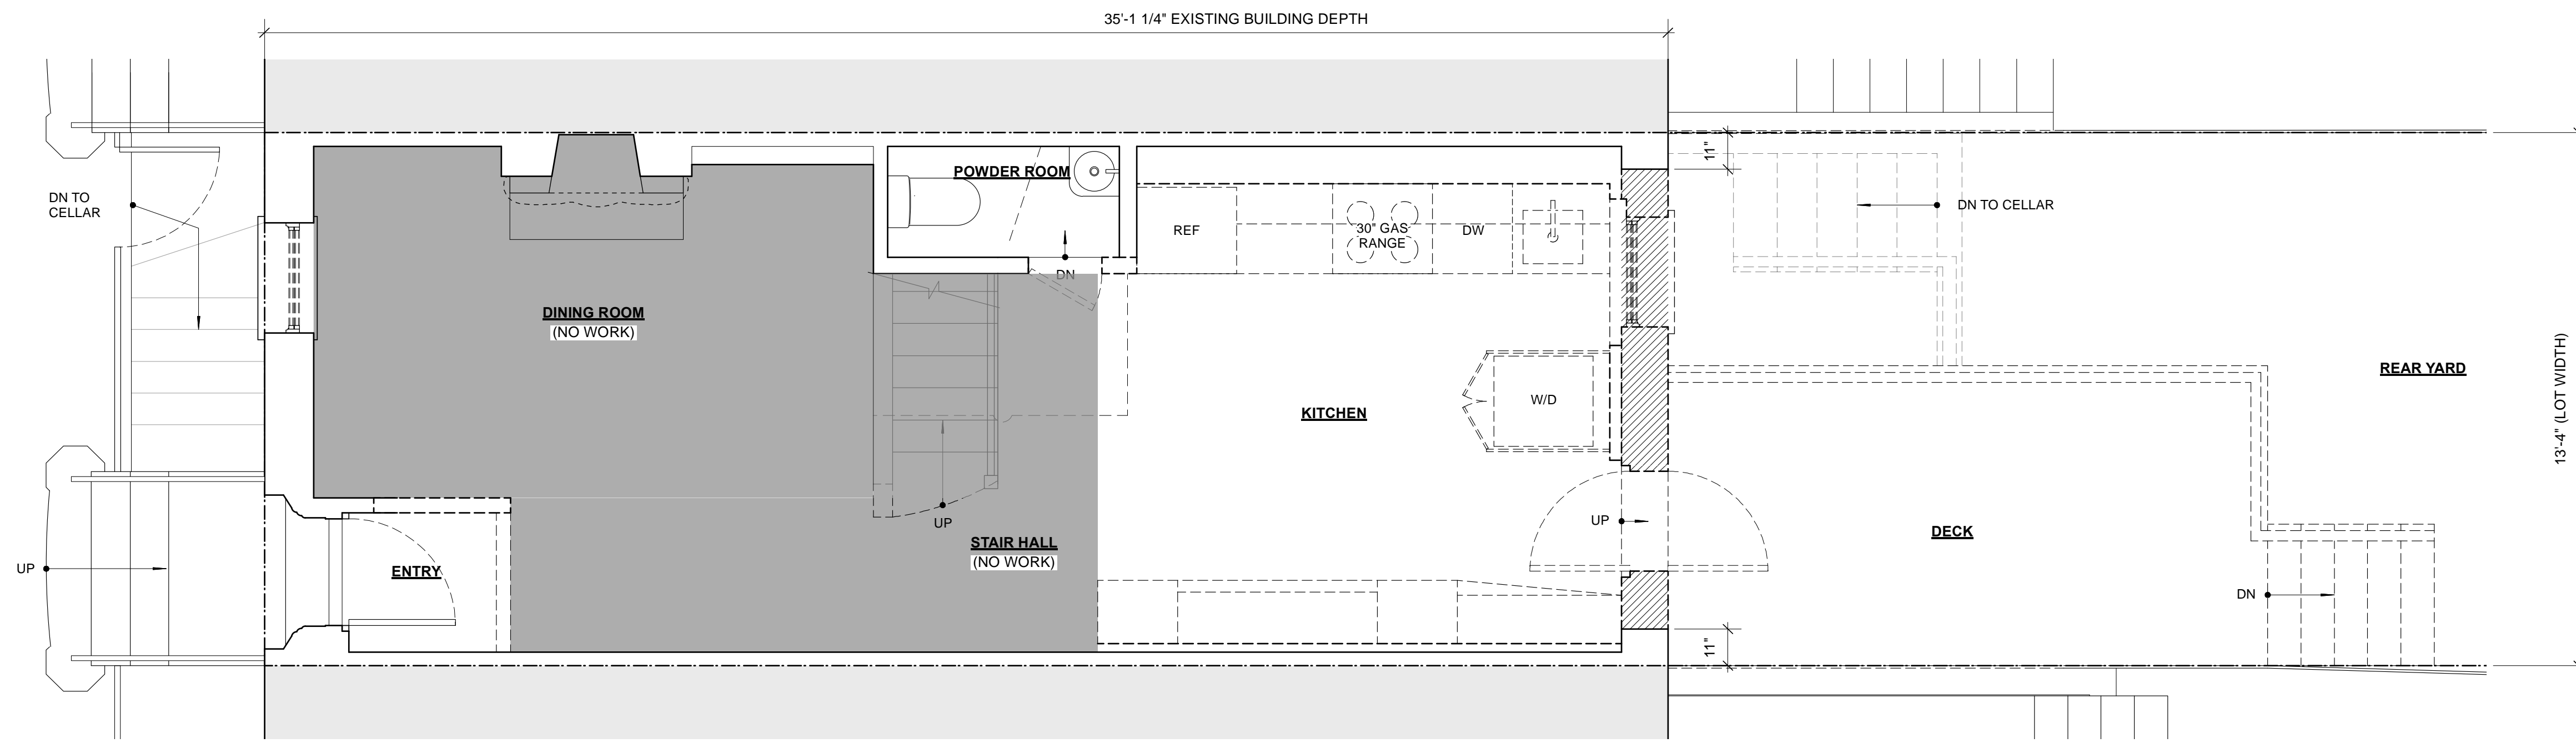 35'-1 1/4" EXISTING BUILDING DEPTH
11"
POWDER ROOM
DN TO
CELLAR
DN TO CELLAR
REF
30" GAS
RANGE
DW
DN
DINING ROOM
(NO WORK)
REAR YARD
13'-4" (LOT WIDTH)
W/D
KITCHEN
UP
UP
STAIR HALL
(NO WORK)
DECK
UP
ENTRY
DN
11"